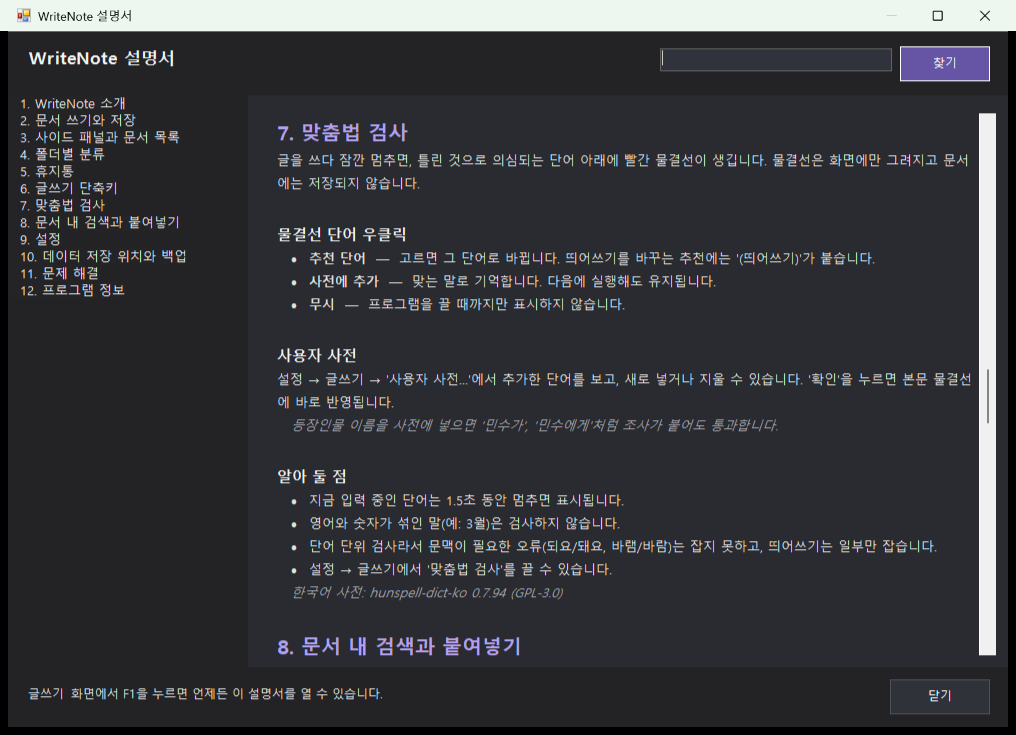 WriteNote 설명서
WriteNote 설명서
찾기
1. WriteNote 소개
2. 문서 쓰기와 저장
3. 사이드 패널과 문서 목록
4. 폴더별 분류
5. 휴지통
6. 글쓰기 단축키
7. 맞춤법 검사
8. 문서 내 검색과 붙여넣기
9. 설정
10. 데이터 저장 위치와 백업
11. 문제 해결
12. 프로그램 정보
7. 맞춤법 검사
글을 쓰다 잠깐 멈추면, 틀린 것으로 의심되는 단어 아래에 빨간 물결선이 생깁니다. 물결선은 화면에만 그려지고 문서
에는 저장되지 않습니다.
물결선 단어 우클릭
• 추천 단어 — 고르면 그 단어로 바뀝니다. 띄어쓰기를 바꾸는 추천에는 '(띄어쓰기)'가 붙습니다.
• 사전에 추가 — 맞는 말로 기억합니다. 다음에 실행해도 유지됩니다.
• 무시 — 프로그램을 끌 때까지만 표시하지 않습니다.
사용자 사전
설정 → 글쓰기 → '사용자 사전...'에서 추가한 단어를 보고, 새로 넣거나 지울 수 있습니다. '확인'을 누르면 본문 물결선
에 바로 반영됩니다.
등장인물 이름을 사전에 넣으면 '민수가', '민수에게'처럼 조사가 붙어도 통과합니다.
알아 둘 점
• 지금 입력 중인 단어는 1.5초 동안 멈추면 표시됩니다.
• 영어와 숫자가 섞인 말(예: 3월)은 검사하지 않습니다.
• 단어 단위 검사라서 문맥이 필요한 오류(되요/돼요, 바램/바람)는 잡지 못하고, 띄어쓰기는 일부만 잡습니다.
• 설정 → 글쓰기에서 '맞춤법 검사'를 끌 수 있습니다.
한국어 사전: hunspell-dict-ko 0.7.94 (GPL-3.0)
8. 문서 내 검색과 붙여넣기
글쓰기 화면에서 F1을 누르면 언제든 이 설명서를 열 수 있습니다.
닫기